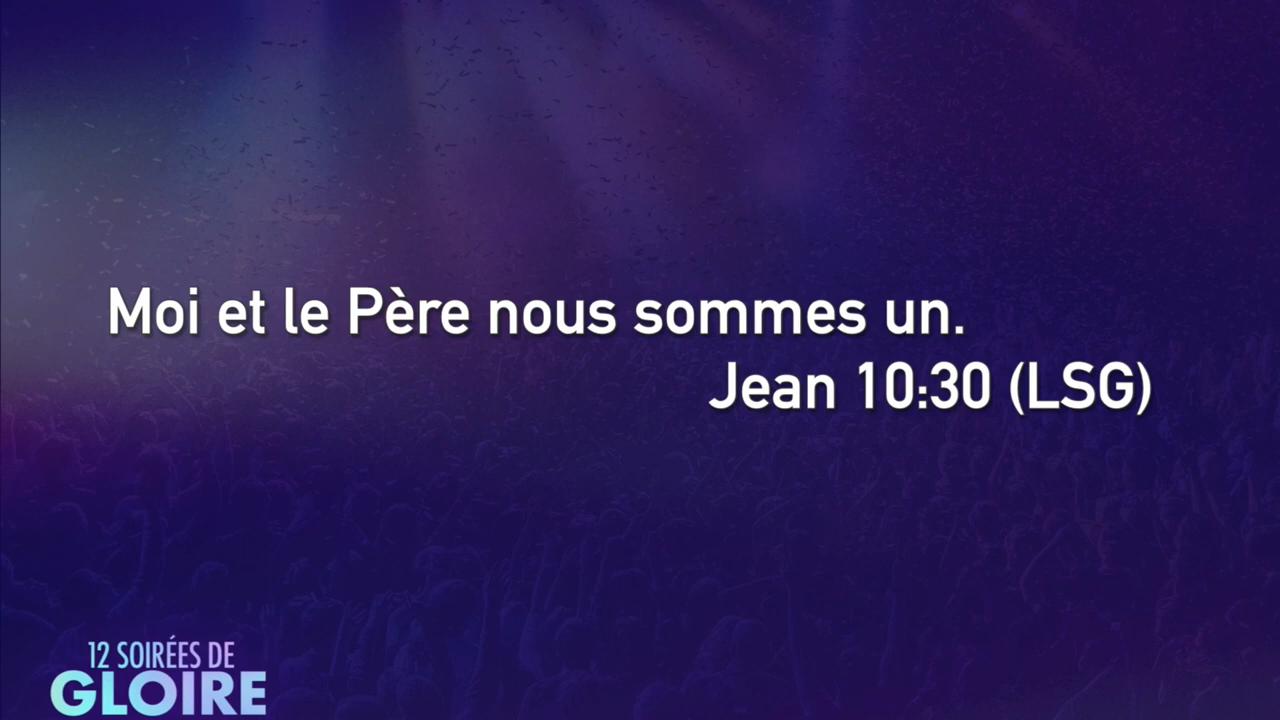 Moi et le Père nous sommes un.
Jean 10:30 (LSG)
12 SOIRÉES DE
GLOIRE